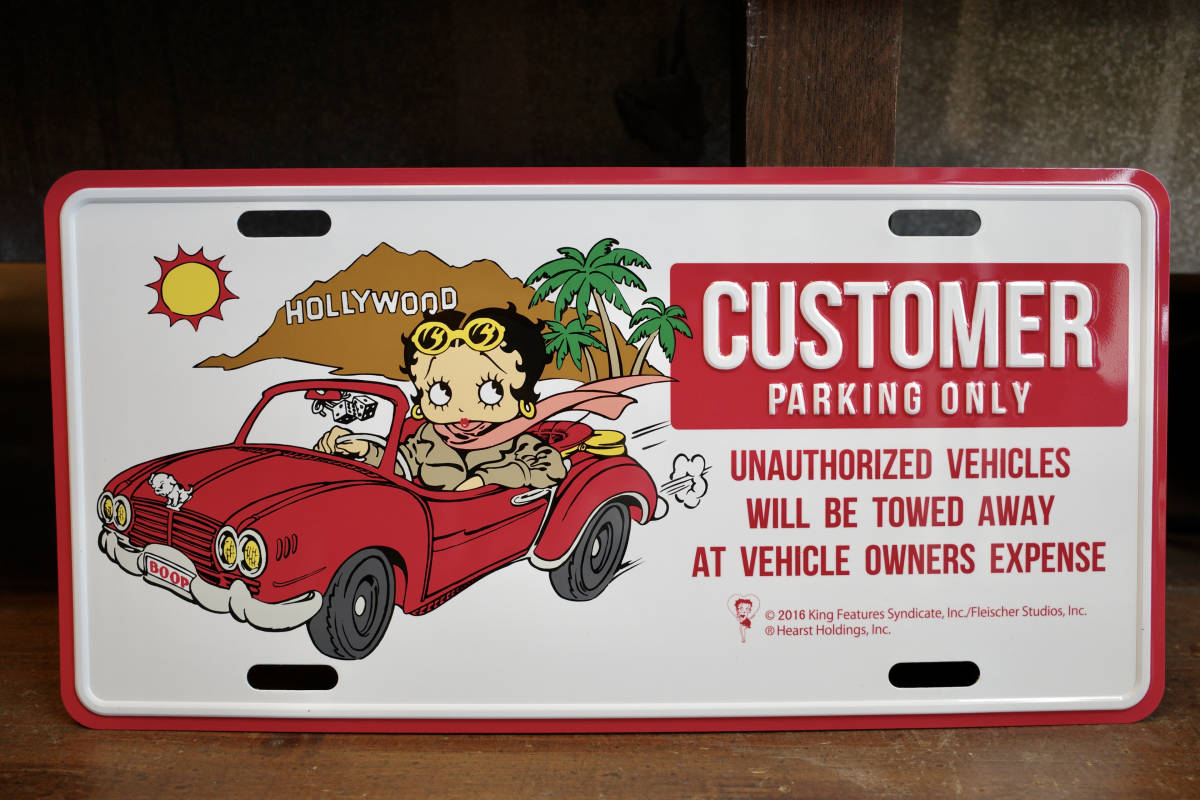 HOLLYWOOD
BOOP
CUSTOMER
PARKING ONLY
UNAUTHORIZED VEHICLES
WILL BE TOWED AWAY
AT VEHICLE OWNERS EXPENSE
© 2016 King Features Syndicate, Inc./Fleischer Studios, Inc.
® Hearst Holdings, Inc.